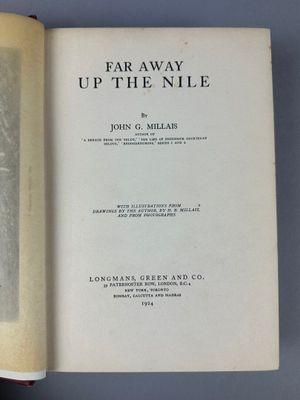 FAR AWAY
UP THE NILE
BY
JOHN G. MILLAIS
AUTHOR OF
'A BREATH FROM THE VELDT,' 'THE LIFE OF FREDERICK COURTENAY
SELOUS,' 'REMINISCENCES,' SERIES I AND 2
WITH ILLUSTRATIONS FROM
DRAWINGS BY THE AUTHOR, BY H. R. MILLAIS,
AND FROM PHOTOGRAPHS
LONGMANS, GREEN AND CO.
39 PATERNOSTER ROW, LONDON, E.C.4
NEW YORK, TORONTO
BOMBAY, CALCUTTA AND MADRAS
1924